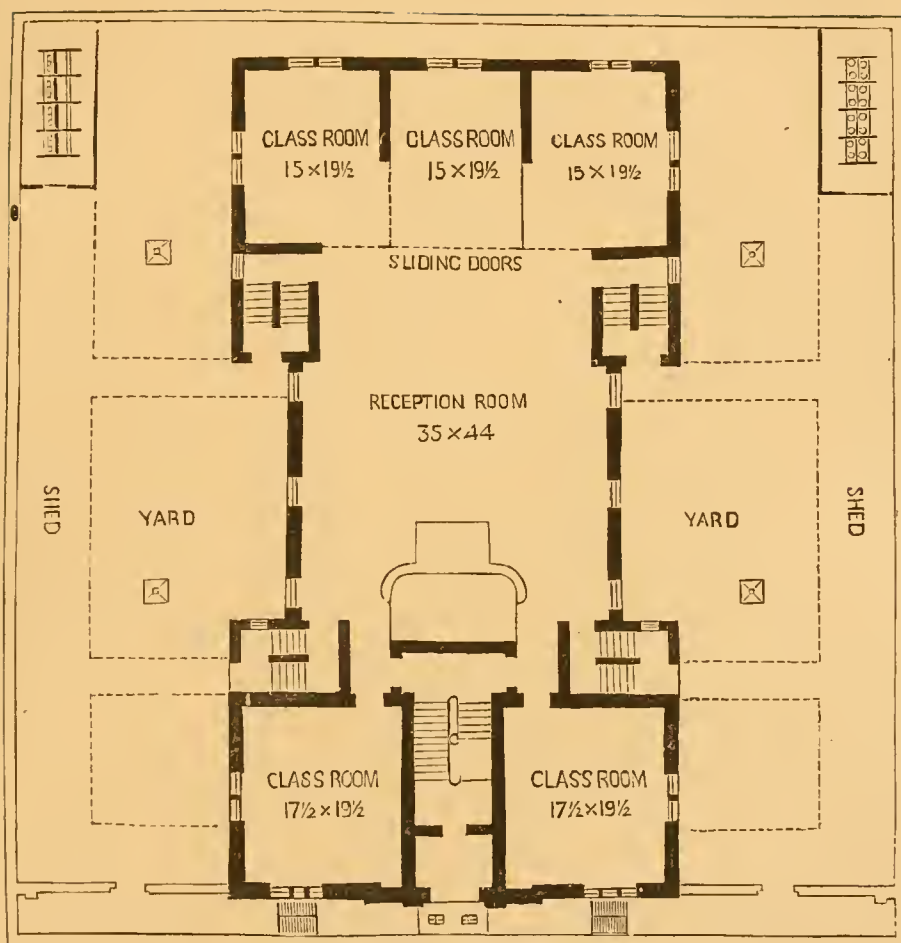 CLASS ROOM
15 × 19½
CLASS ROOM
15 × 19½
CLASS ROOM
15 × 19½
SLIDING DOORS
RECEPTION ROOM
35 × 44
SHED
YARD
YARD
SHED
CLASS ROOM
17½ × 19½
CLASS ROOM
17½ × 19½